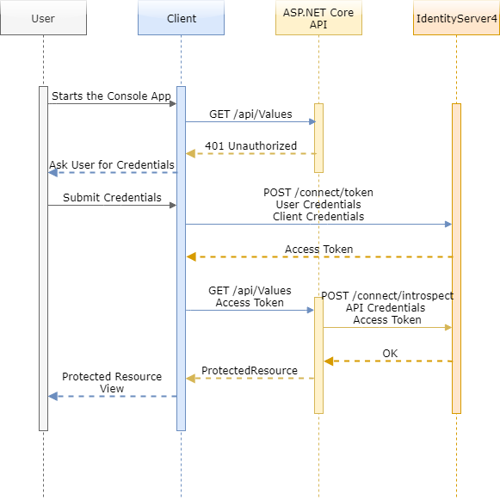 User
Client
ASP.NET Core
API
IdentityServer4
Starts the Console App
GET /api/Values
401 Unauthorized
Ask User for Credentials
Submit Credentials
POST /connect/token
User Credentials
Client Credentials
Access Token
GET /api/Values
Access Token
POST /connect/introspect
API Credentials
Access Token
OK
ProtectedResource
Protected Resource
View